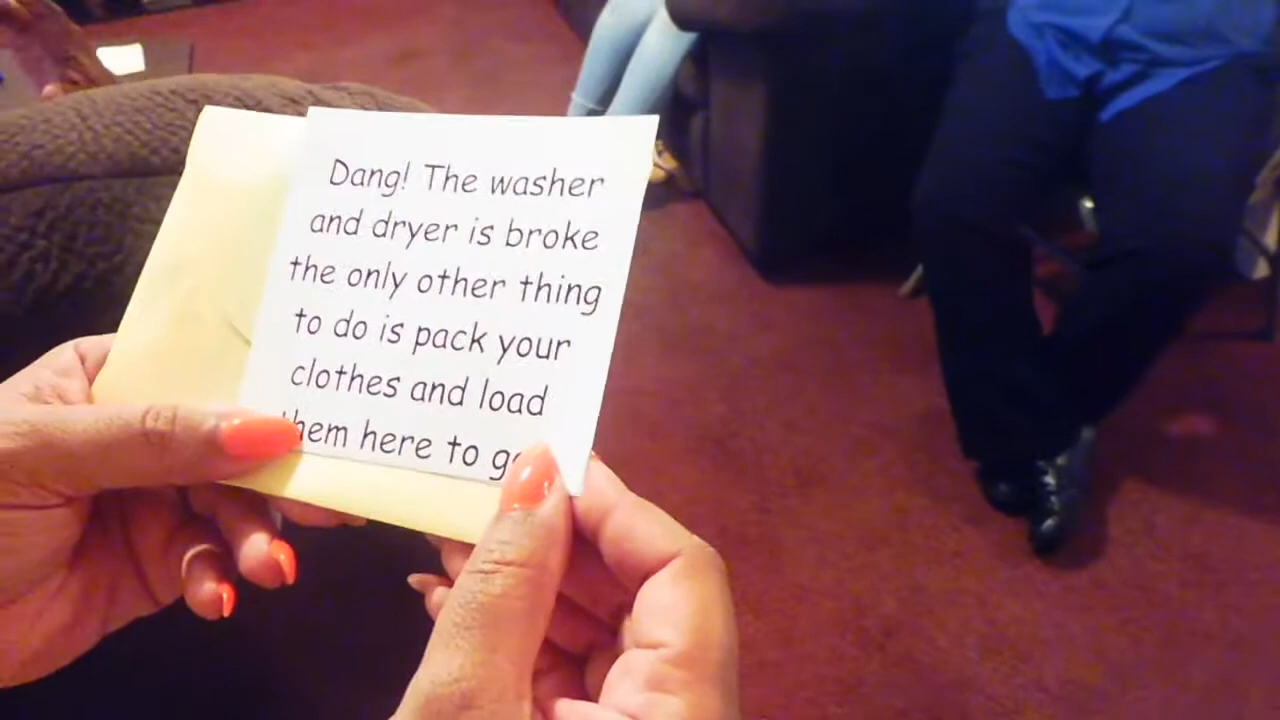 Dang! The washer
and dryer is broke
the only other thing
to do is pack your
clothes and load
them here to